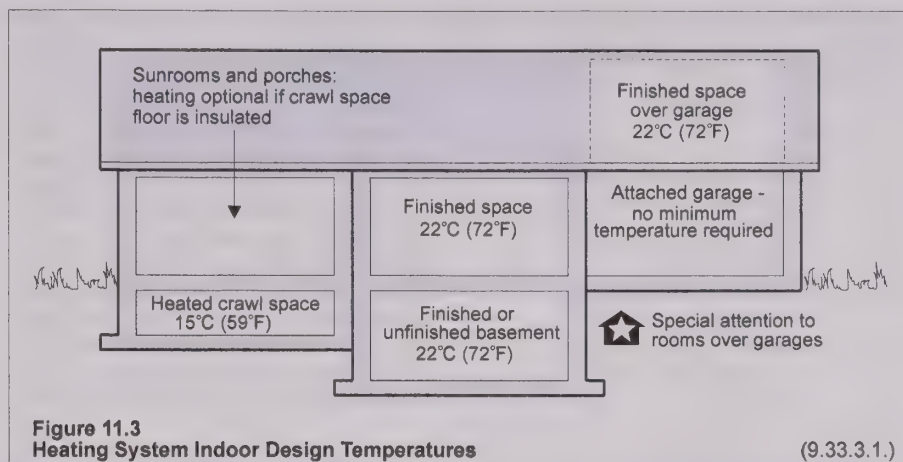 Sunrooms and porches:
heating optional if crawl space
floor is insulated
Finished space
over garage
22°C (72°F)
Finished space
22°C (72°F)
Attached garage -
no minimum
temperature required
Heated crawl space
15°C (59°F)
Finished or
unfinished basement
22°C (72°F)
Special attention to
rooms over garages
Figure 11.3
Heating System Indoor Design Temperatures (9.33.3.1.)